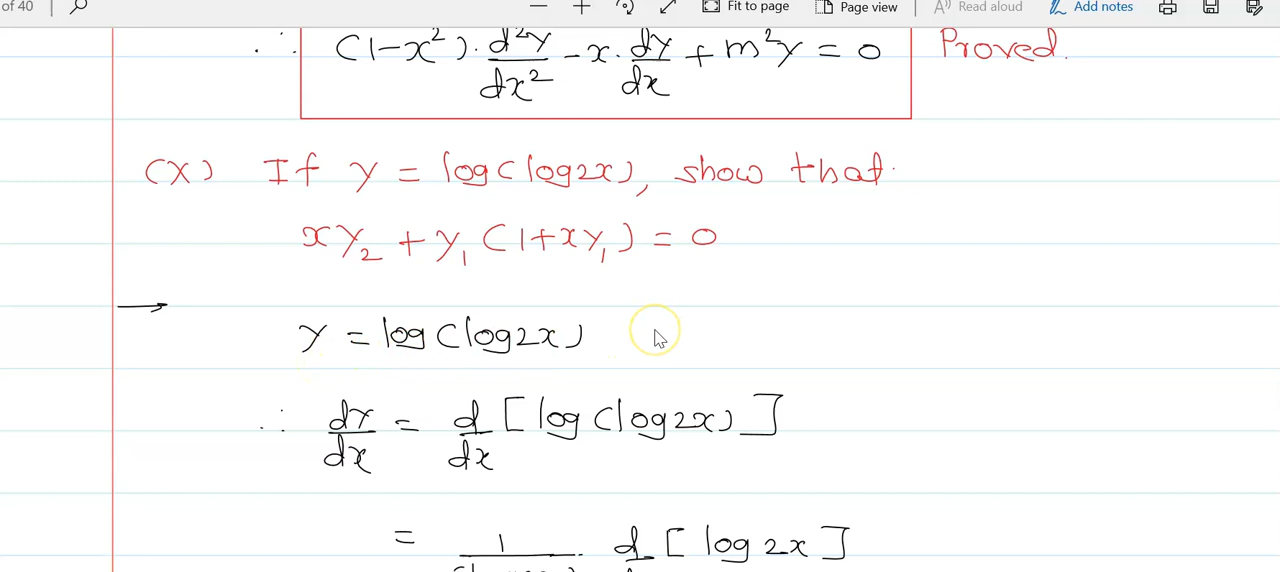 of 40 Fit to page Page view Read aloud Add notes
∴ (1-x²). d²y/dx² - x. dy/dx + m²y = 0 Proved.
(x) If y = log(log2x), show that
xy₂ + y₁ (1+xy₁) = 0
→
y = log(log2x)
∴ dy/dx = d/dx [log(log2x)]
= 1 d [log 2x]